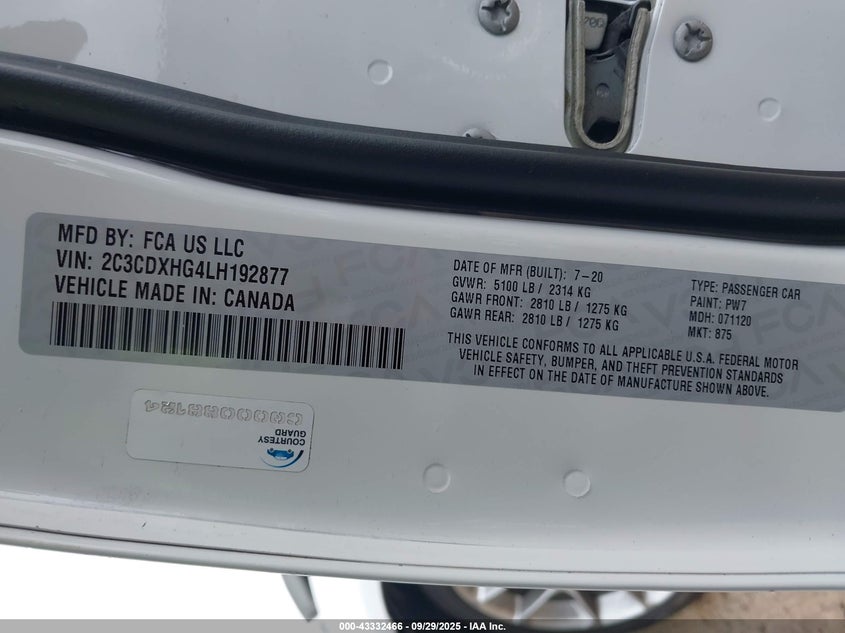 70C
MFD BY: FCA US LLC
VIN: 2C3CDXHG4LH192877
VEHICLE MADE IN: CANADA
DATE OF MFR (BUILT): 7-20
GVWR: 5100 LB / 2314 KG
GAWR FRONT: 2810 LB / 1275 KG
GAWR REAR: 2810 LB / 1275 KG
TYPE: PASSENGER CAR
PAINT: PW7
MDH: 071120
MKT: 875
THIS VEHICLE CONFORMS TO ALL APPLICABLE U.S.A. FEDERAL MOTOR
VEHICLE SAFETY, BUMPER, AND THEFT PREVENTION STANDARDS
IN EFFECT ON THE DATE OF MANUFACTURE SHOWN ABOVE.
COURTESY
GUARD
000-43332466 - 09/29/2025 - IAA Inc.